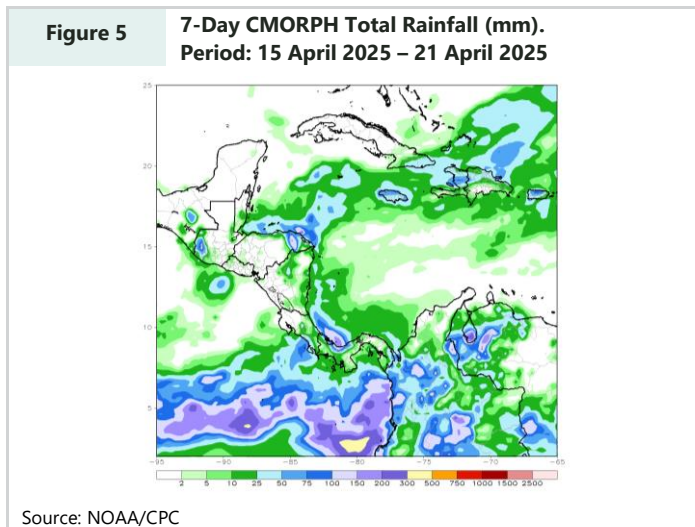 Figure 5
7-Day CMORPH Total Rainfall (mm).
Period: 15 April 2025 – 21 April 2025
25
20
15
10
5
-95 -90 -85 -80 -75 -70 -65
2 5 10 25 50 75 100 150 200 300 500 750 1000 1500 2500
Source: NOAA/CPC